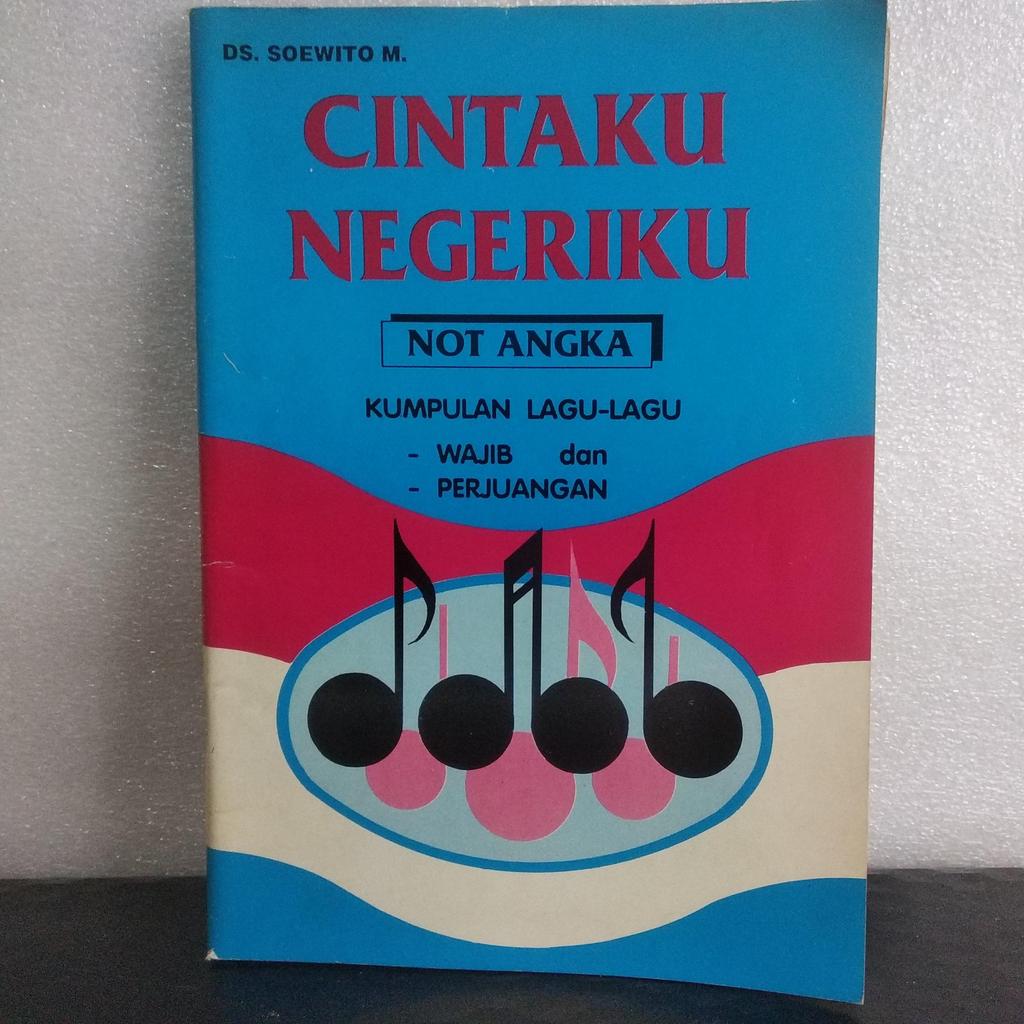 DS. SOEWITO M.
CINTAKU
NEGERIKU
NOT ANGKA
KUMPULAN LAGU-LAGU
- WAJIB dan
- PERJUANGAN